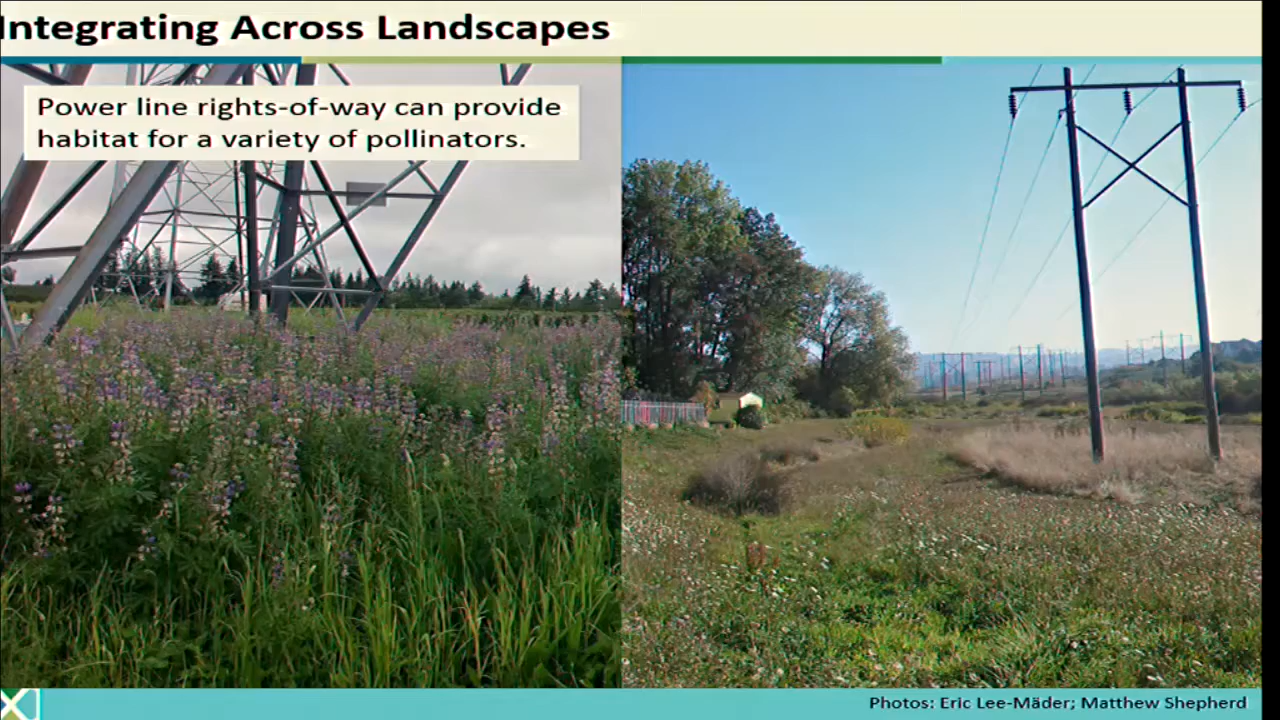 Integrating Across Landscapes
Power line rights-of-way can provide
habitat for a variety of pollinators.
Photos: Eric Lee-Mäder; Matthew Shepherd